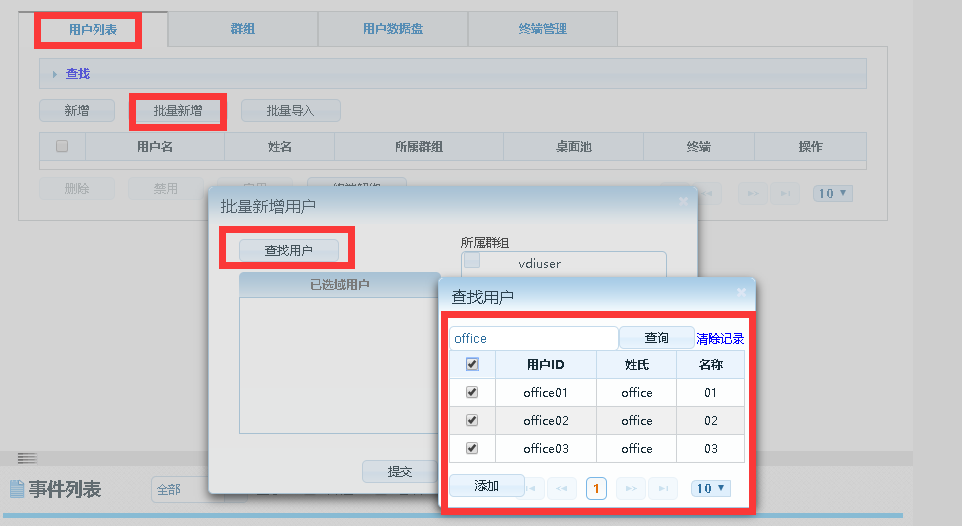 用户列表 群组 用户数据盘 终端管理
查找
新增 批量新增 批量导入
用户名 姓名 所属群组 桌面池 终端 操作
删除 禁用 10
批量新增用户
查找用户 所属群组
vdiuser
已选域用户
查找用户
office 查询 清除记录
用户ID 姓氏 名称
office01 office 01
office02 office 02
office03 office 03
添加 1 10
提交
事件列表 全部